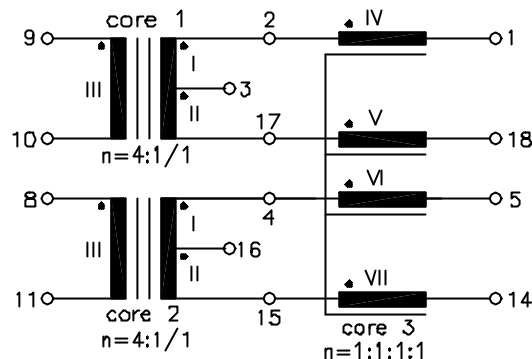 core 1
9
2
IV
1
I
III
3
II
10
17
V
18
n=4:1/1
8
VI
5
I
4
III
16
II
11
VII
14
core 2
15
core 3
n=4:1/1
n=1:1:1:1